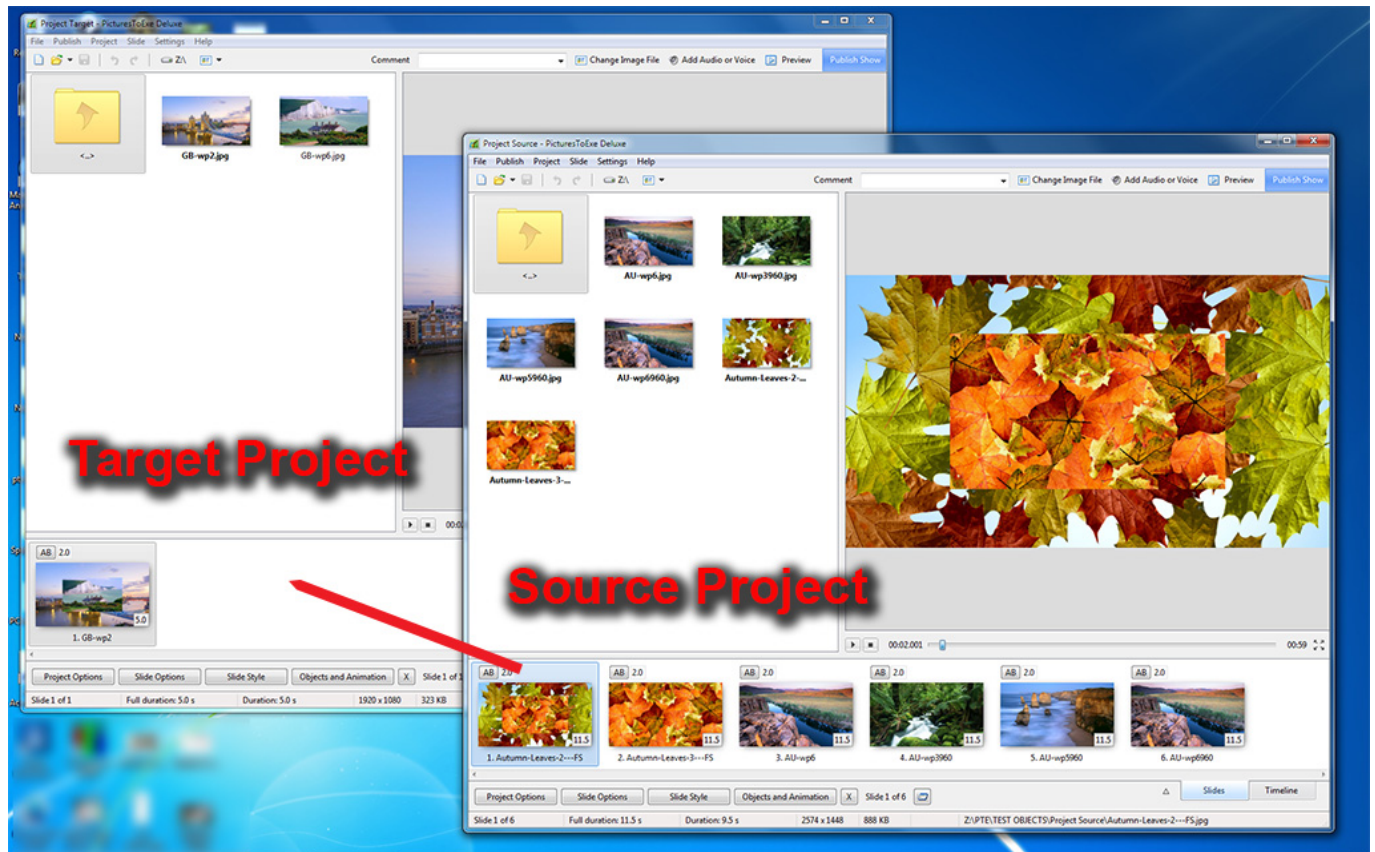 Project Target - PicturesToExe Deluxe
File Publish Project Slide Settings Help
Comment Change Image File Add Audio or Voice Preview Publish Show
<..> GB-wp2.jpg GB-wp6.jpg
Target Project
00:0
AB 2.0
5.0
1. GB-wp2
Project Options Slide Options Slide Style Objects and Animation X Slide 1 of 1
Slide 1 of 1 Full duration: 5.0 s Duration: 5.0 s 1920 x 1080 323 KB
Project Source - PicturesToExe Deluxe
File Publish Project Slide Settings Help
Comment Change Image File Add Audio or Voice Preview Publish Show
<..> AU-wp6.jpg AU-wp3960.jpg
AU-wp5960.jpg AU-wp6960.jpg Autumn-Leaves-2-...
Autumn-Leaves-3-...
Source Project
00:02.001 00:59
AB 2.0 AB 2.0 AB 2.0 AB 2.0 AB 2.0 AB 2.0
11.5 11.5 11.5 11.5 11.5 11.5
1. Autumn-Leaves-2---FS 2. Autumn-Leaves-3---FS 3. AU-wp6 4. AU-wp3960 5. AU-wp5960 6. AU-wp6960
Project Options Slide Options Slide Style Objects and Animation X Slide 1 of 6 Slides Timeline
Slide 1 of 6 Full duration: 11.5 s Duration: 9.5 s 2574 x 1448 888 KB Z:\PTE\TEST OBJECTS\Project Source\Autumn-Leaves-2---FS.jpg